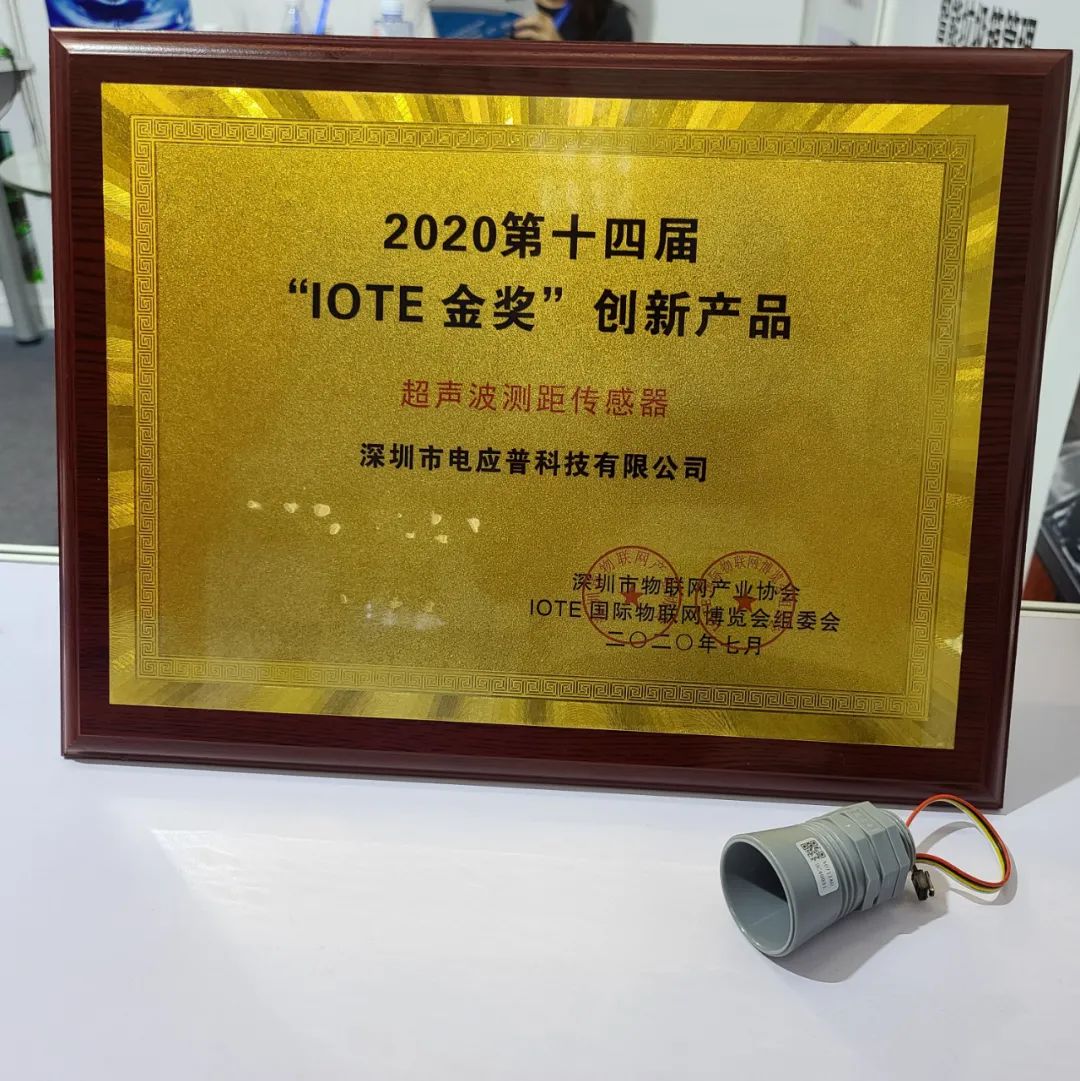 2020第十四届
“IOTE 金奖”创新产品
超声波测距传感器
深圳市电应普科技有限公司
深圳市物联网产业协会
IOTE 国际物联网博览会组委会
二〇二〇年七月